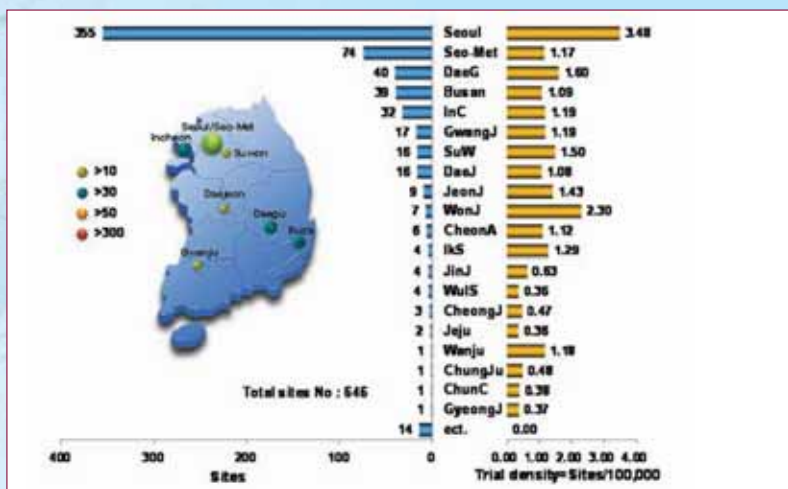 355 Seoul 3.48
74 Seo-Met 1.17
40 DaeG 1.60
39 Busan 1.09
32 InC 1.19
17 GwangJ 1.19
16 SuW 1.50
16 DaeJ 1.08
9 JeonJ 1.43
7 WonJ 2.30
6 CheonA 1.12
4 IkS 1.29
4 JinJ 0.63
4 WulS 0.36
3 CheongJ 0.47
2 Jeju 0.36
1 Wanju 1.18
1 ChungJu 0.48
1 ChunC 0.38
1 GyeongJ 0.37
14 ect. 0.00
Seoul/Seo-Met
Incheon
Suwon
Daejeon
Daegu
>10
>30
>50
>300
Total sites No : 646
400 300 200 100 0
Sites
0.00 1.00 2.00 3.00 4.00
Trial density=Sites/100,000